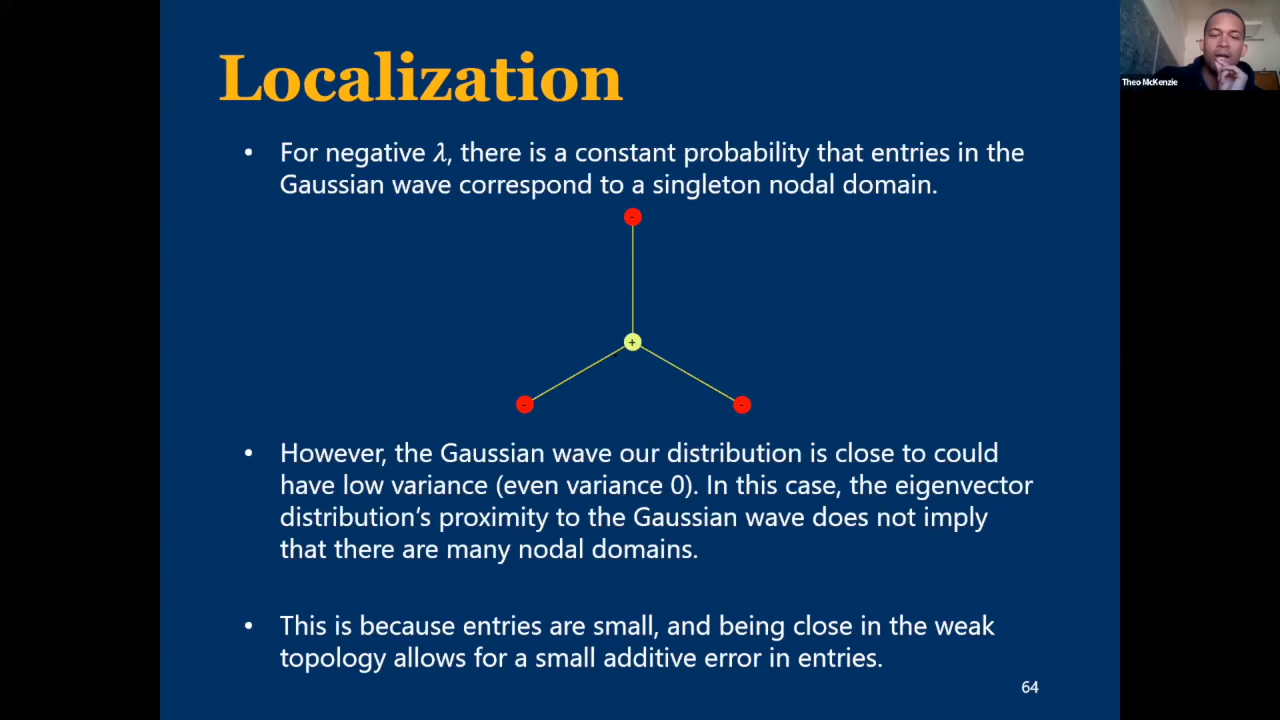 Localization
Theo McKenzie
• For negative λ, there is a constant probability that entries in the
Gaussian wave correspond to a singleton nodal domain.
-
+
- -
• However, the Gaussian wave our distribution is close to could
have low variance (even variance 0). In this case, the eigenvector
distribution's proximity to the Gaussian wave does not imply
that there are many nodal domains.
• This is because entries are small, and being close in the weak
topology allows for a small additive error in entries.
64